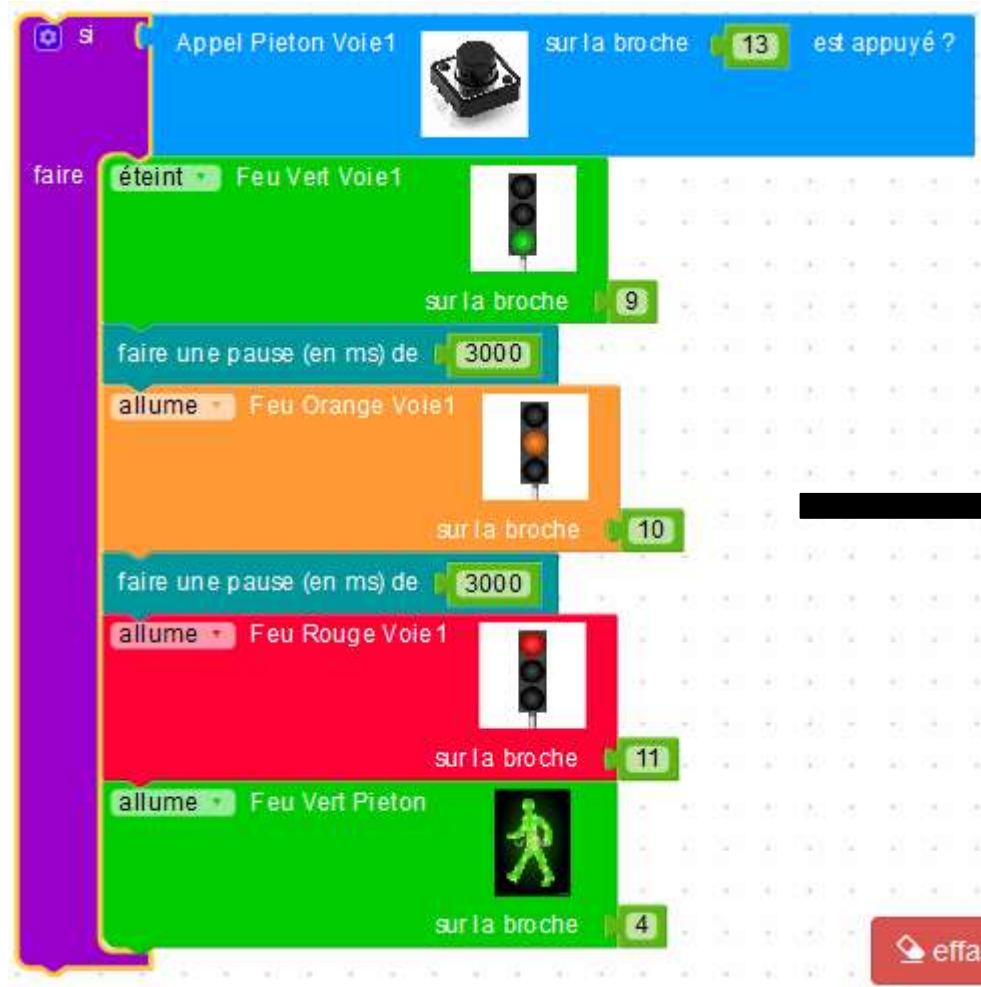 si Appel Pieton Voie1 sur la broche 13 est appuyé ?
faire éteint Feu Vert Voie1
sur la broche 9
faire une pause (en ms) de 3000
allume Feu Orange Voie1
sur la broche 10
faire une pause (en ms) de 3000
allume Feu Rouge Voie1
sur la broche 11
allume Feu Vert Pieton
sur la broche 4
effa